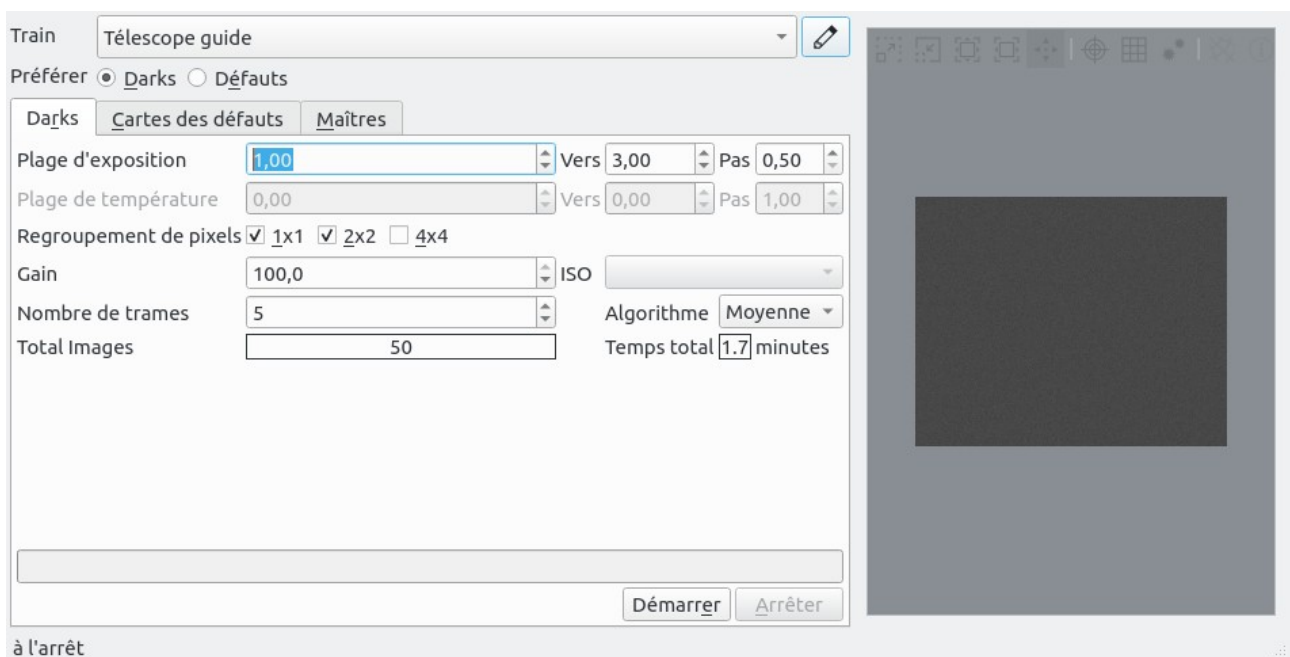 Train Télescope guide
Préférer Darks Défauts
Darks Cartes des défauts Maîtres
Plage d'exposition 1,00 Vers 3,00 Pas 0,50
Plage de température 0,00 Vers 0,00 Pas 1,00
Regroupement de pixels 1x1 2x2 4x4
Gain 100,0 ISO
Nombre de trames 5 Algorithme Moyenne
Total Images 50 Temps total 1.7 minutes
Démarrer Arrêter
à l'arrêt